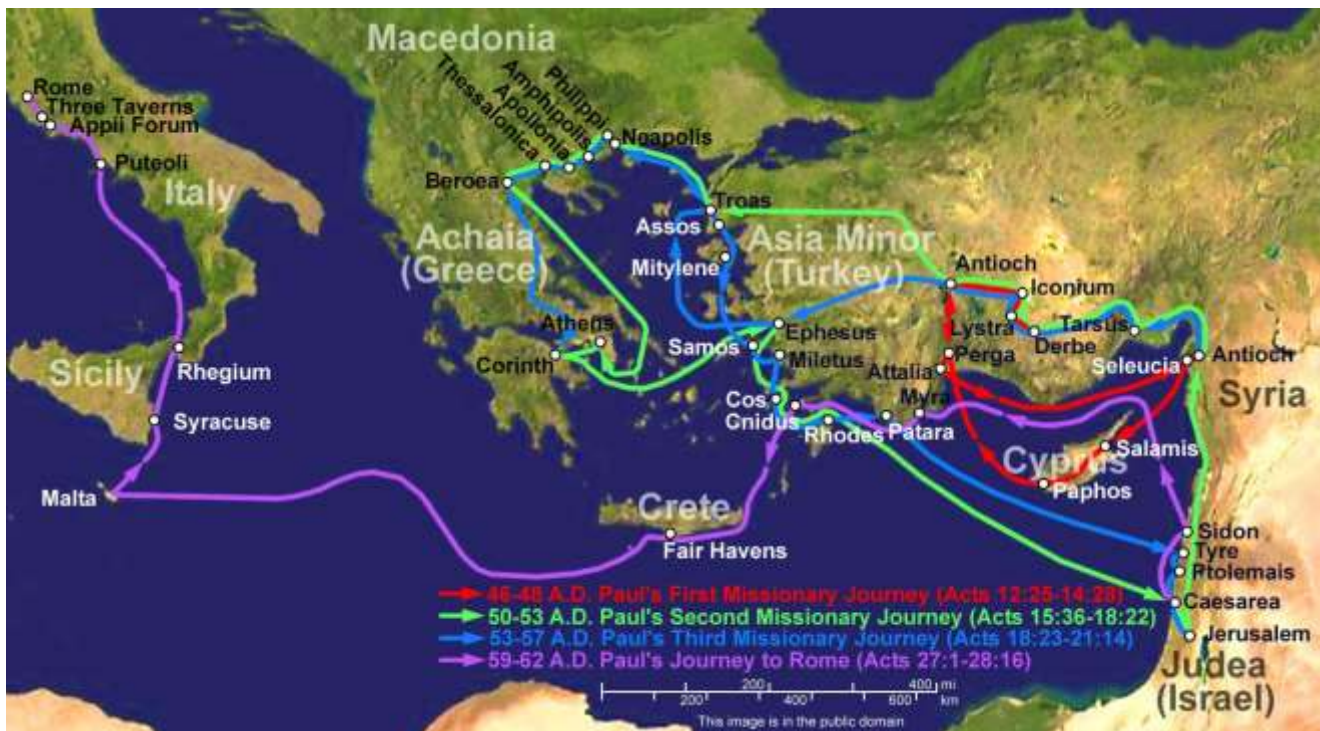 Macedonia
Rome
Three Taverns
Appii Forum
Puteoli
Italy
Philippi
Amphipolis
Apollonia
Thessalonica
Neapolis
Beroea
Troas
Assos
Mitylene
Achaia
(Greece)
Asia Minor
(Turkey)
Antioch
Iconium
Lystra
Derbe
Tarsus
Athens
Corinth
Ephesus
Samos
Miletus
Perga
Attalia
Myra
Seleucia
Antioch
Syria
Sicily
Rhegium
Syracuse
Cos
Cnidus
Rhodes
Patara
Salamis
Cyprus
Paphos
Malta
Crete
Fair Havens
Sidon
Tyre
Ptolemais
Caesarea
Jerusalem
Judea
(Israel)
46-48 A.D. Paul's First Missionary Journey (Acts 12:25-14:28)
50-53 A.D. Paul's Second Missionary Journey (Acts 15:36-18:22)
53-57 A.D. Paul's Third Missionary Journey (Acts 18:23-21:14)
59-62 A.D. Paul's Journey to Rome (Acts 27:1-28:16)
200 400 mi
200 400 600 km
This image is in the public domain